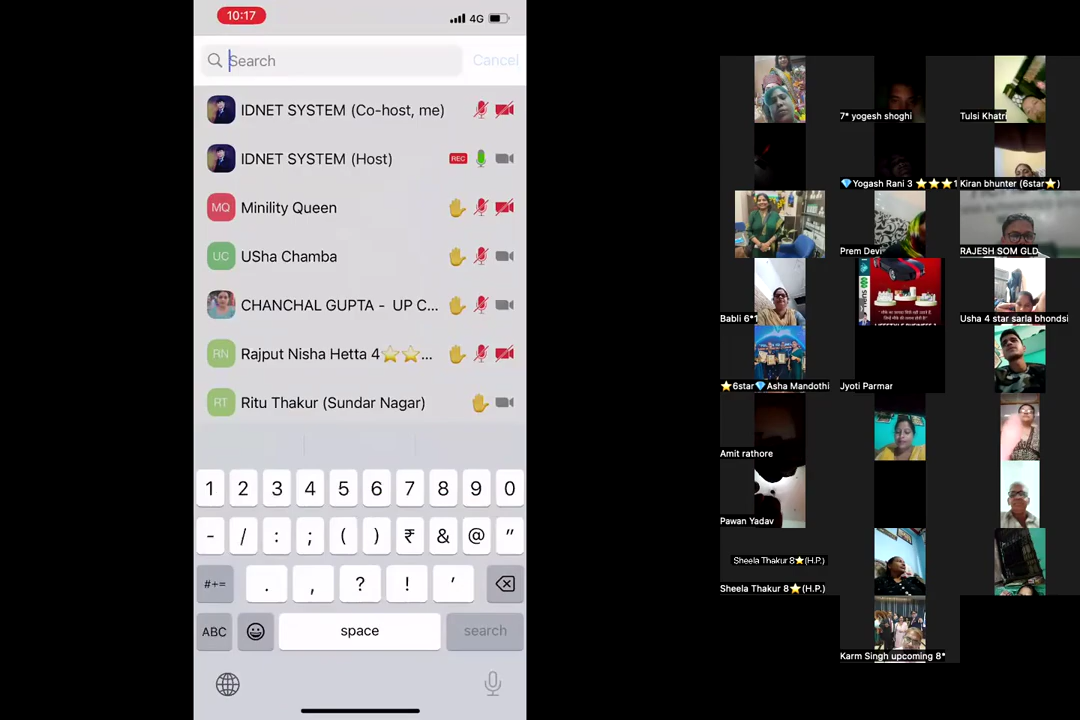 10:17
4G
Search
Cancel
IDNET SYSTEM (Co-host, me)
IDNET SYSTEM (Host)
REC
MQ
Minility Queen
UC
USha Chamba
CHANCHAL GUPTA - UP C...
RN
Rajput Nisha Hetta 4⭐⭐...
RT
Ritu Thakur (Sundar Nagar)
1 2 3 4 5 6 7 8 9 0
- / : ; ( ) ₹ & @ "
#+= . , ? ! '
ABC
space
search
7* yogesh shoghi
Tulsi Khatri
💎Yogash Rani 3 ⭐⭐⭐1
Kiran bhunter (6star⭐)
Prem Devi
RAJESH SOM GLD
Babli 6*1
Usha 4 star sarla bhondsi
⭐6star💎Asha Mandothi
Jyoti Parmar
Amit rathore
Pawan Yadav
Sheela Thakur 8⭐(H.P.)
Sheela Thakur 8⭐(H.P.)
Karm Singh upcoming 8*